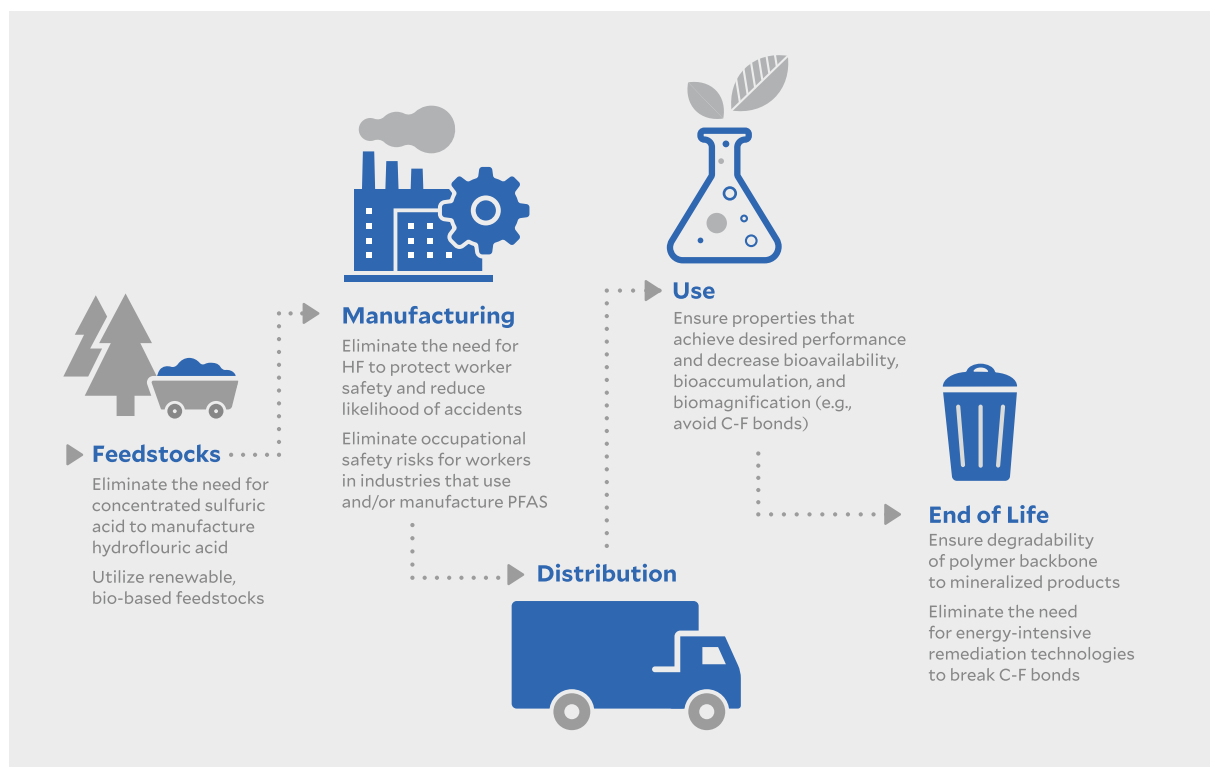 Feedstocks
Eliminate the need for
concentrated sulfuric
acid to manufacture
hydroflouric acid
Utilize renewable,
bio-based feedstocks
Manufacturing
Eliminate the need for
HF to protect worker
safety and reduce
likelihood of accidents
Eliminate occupational
safety risks for workers
in industries that use
and/or manufacture PFAS
Distribution
Use
Ensure properties that
achieve desired performance
and decrease bioavailability,
bioaccumulation, and
biomagnification (e.g.,
avoid C-F bonds)
End of Life
Ensure degradability
of polymer backbone
to mineralized products
Eliminate the need
for energy-intensive
remediation technologies
to break C-F bonds